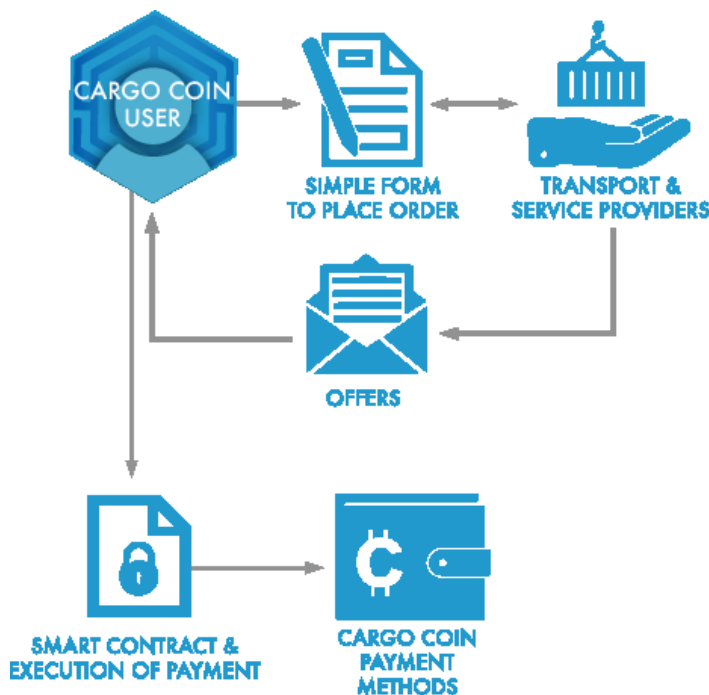 CARGO COIN
USER
SIMPLE FORM
TO PLACE ORDER
TRANSPORT &
SERVICE PROVIDERS
OFFERS
SMART CONTRACT &
EXECUTION OF PAYMENT
CARGO COIN
PAYMENT
METHODS